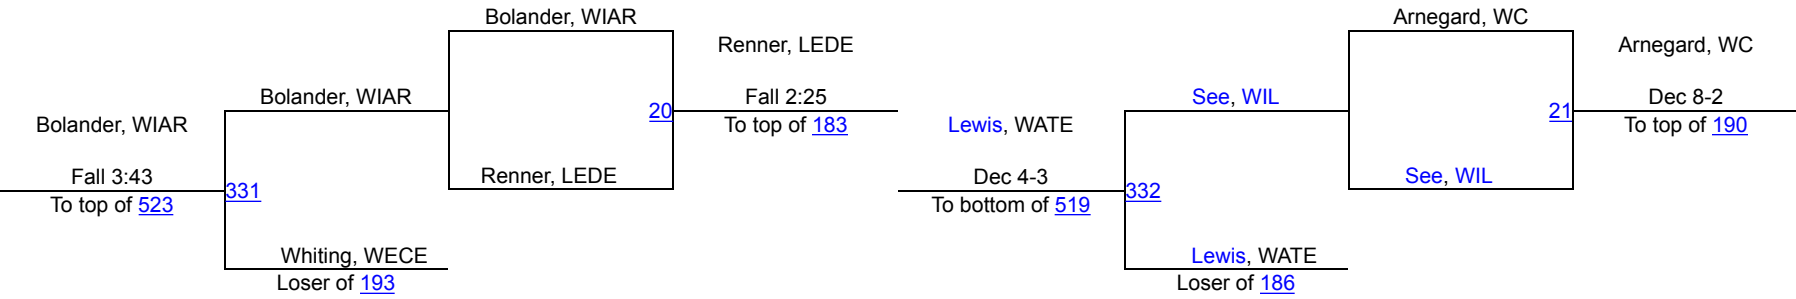 Bolander, WIAR
Renner, LEDE
Bolander, WIAR
20
Fall 2:25
Bolander, WIAR
To top of 183
Fall 3:43
Renner, LEDE
331
To top of 523
Whiting, WECE
Loser of 193
Arnegard, WC
Arnegard, WC
See, WIL
21
Dec 8-2
Lewis, WATE
To top of 190
Dec 4-3
See, WIL
332
To bottom of 519
Lewis, WATE
Loser of 186